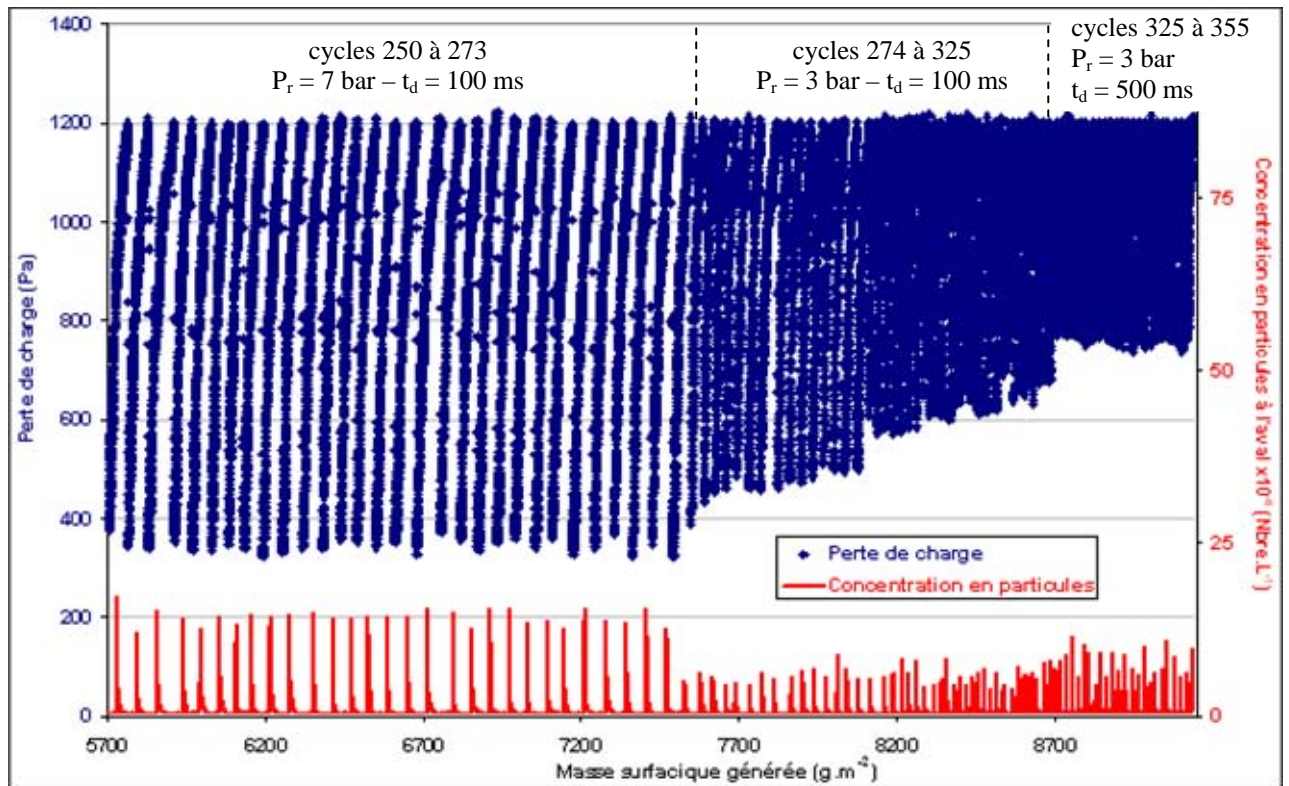 cycles 250 à 273
Pr = 7 bar – td = 100 ms
cycles 274 à 325
Pr = 3 bar – td = 100 ms
cycles 325 à 355
Pr = 3 bar
td = 500 ms
Perte de charge (Pa)
1400
1200
1000
800
600
400
200
0
5700
6200
6700
7200
7700
8200
8700
Masse surfacique générée (g.m⁻²)
75
50
25
0
Concentration en particules à l'aval x10⁻⁶ (Nbre.L⁻¹)
Perte de charge
Concentration en particules